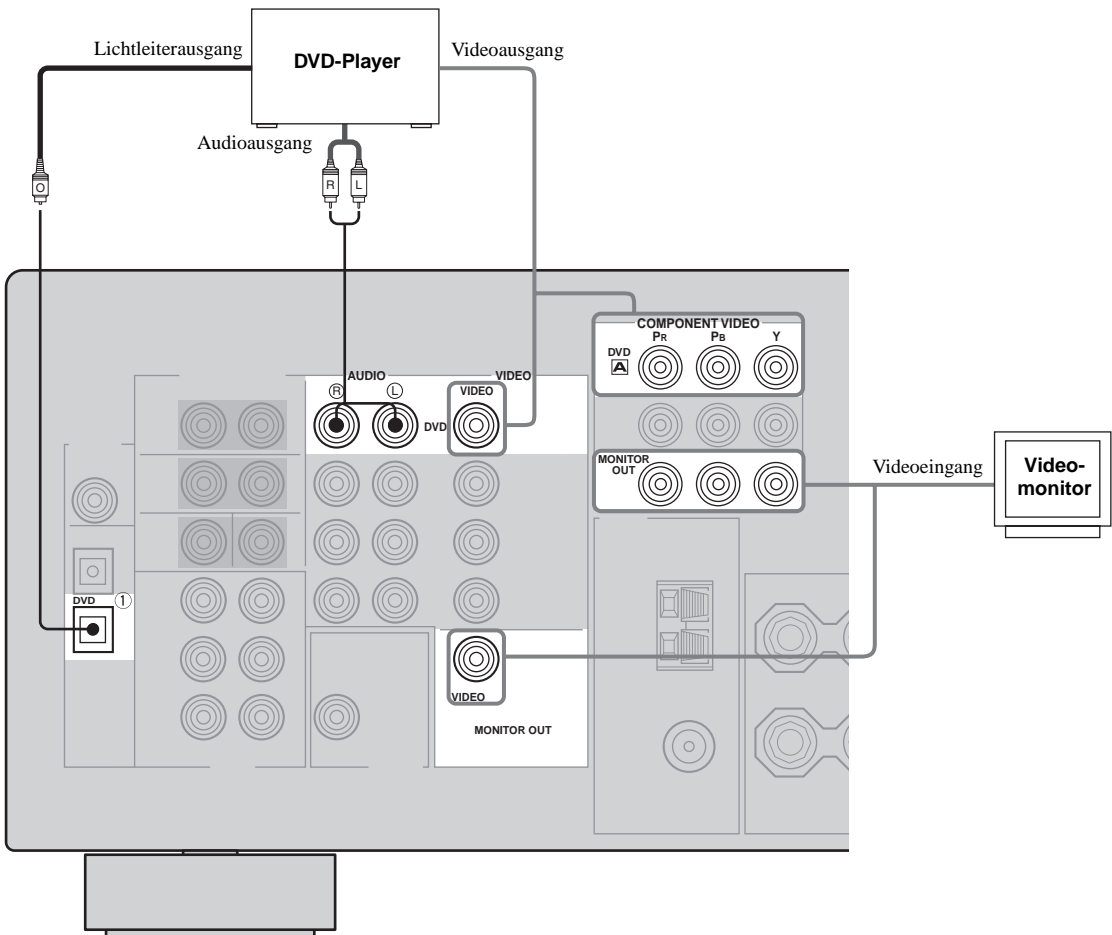 Lichtleiterausgang
DVD-Player
Videoausgang
Audioausgang
O
R L
COMPONENT VIDEO
PR PB Y
DVD
A
AUDIO VIDEO
R L VIDEO
DVD
MONITOR
OUT
Videoeingang
Video-
monitor
DVD 1
VIDEO
MONITOR OUT